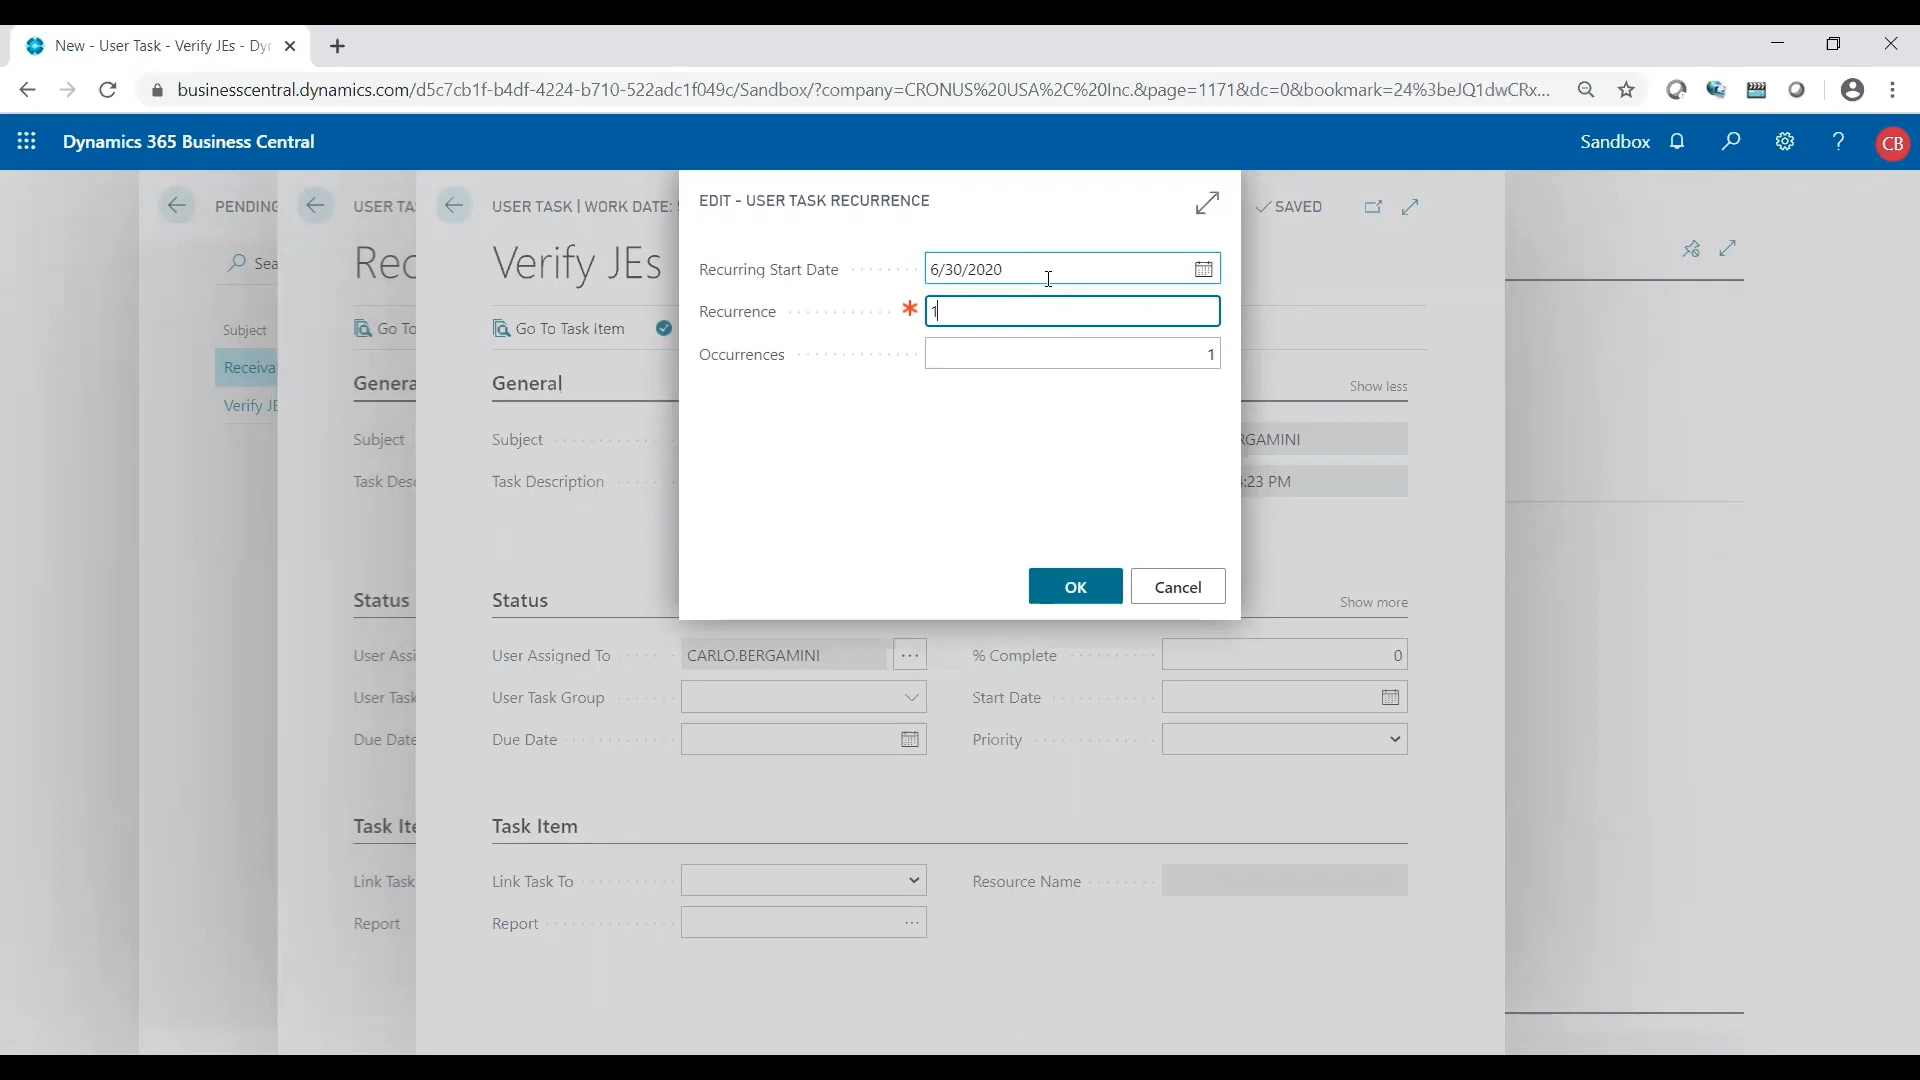 New - User Task - Verify JEs - Dy
businesscentral.dynamics.com/d5c7cb1f-b4df-4224-b710-522adc1f049c/Sandbox/?company=CRONUS%20USA%2C%20Inc.&page=1171&dc=0&bookmark=24%3beJQ1dwCRx...
Dynamics 365 Business Central
Sandbox
?
CB
PENDING
USER TA
USER TASK | WORK DATE:
EDIT - USER TASK RECURRENCE
SAVED
Sea
Rec
Verify JEs
Recurring Start Date
6/30/2020
Recurrence
* 1
Occurrences
1
Subject
Go To
Go To Task Item
Receiva
Verify JE
General
General
Show less
Subject
Subject
RGAMINI
Task Des
Task Description
:23 PM
OK
Cancel
Status
Status
Show more
User Assi
User Assigned To
CARLO.BERGAMINI
...
% Complete
0
User Task
User Task Group
Start Date
Due Date
Due Date
Priority
Task Ite
Task Item
Link Task
Link Task To
Resource Name
Report
Report
...